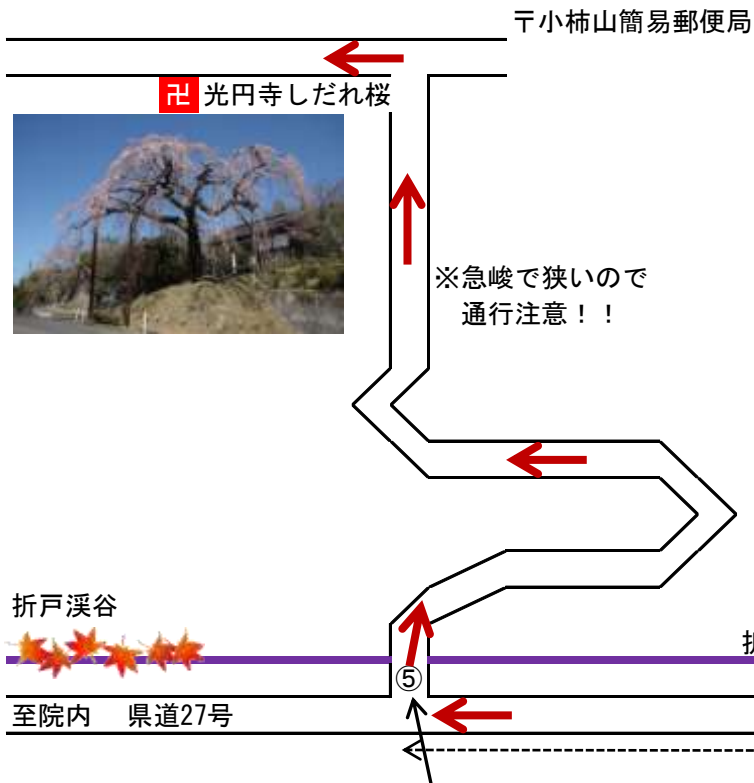 〒小柿山簡易郵便局
卍 光円寺しだれ桜
※急峻で狭いので
通行注意！！
折戸渓谷
⑤
至院内 県道27号